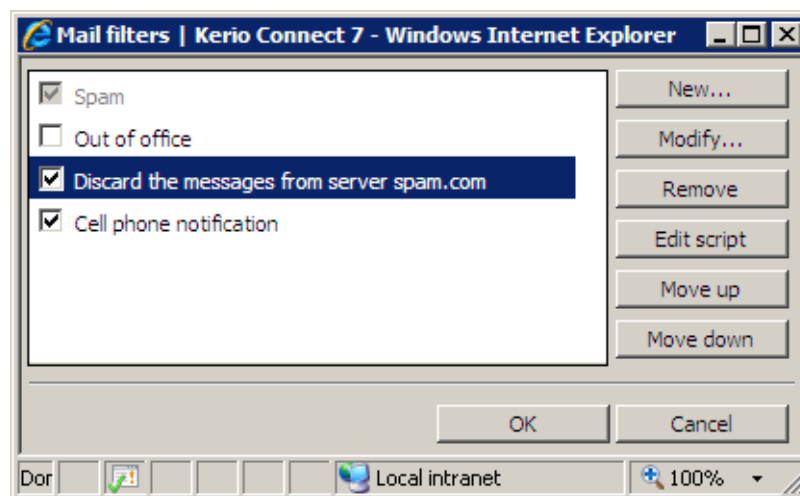 Mail filters | Kerio Connect 7 - Windows Internet Explorer
Spam
Out of office
Discard the messages from server spam.com
Cell phone notification
New...
Modify...
Remove
Edit script
Move up
Move down
OK
Cancel
Dor
Local intranet
100%